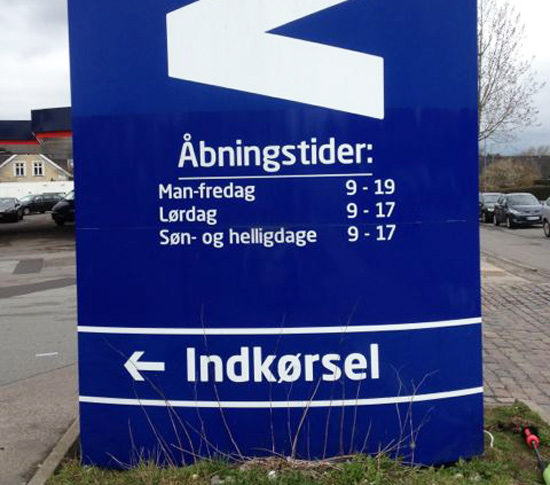 Åbningstider:
Man-fredag 9 - 19
Lørdag 9 - 17
Søn- og helligdage 9 - 17
← Indkørsel